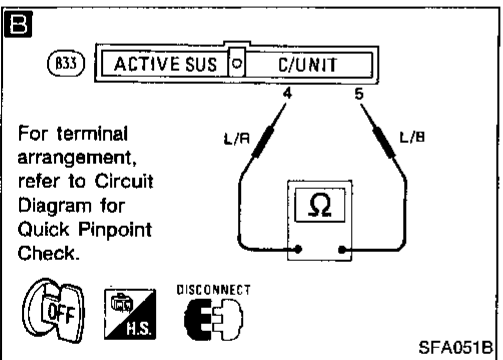 B
B33
ACTIVE SUS
C/UNIT
4
5
L/R
L/B
For terminal
arrangement,
refer to Circuit
Diagram for
Quick Pinpoint
Check.
Ω
OFF
H.S.
DISCONNECT
SFA051B